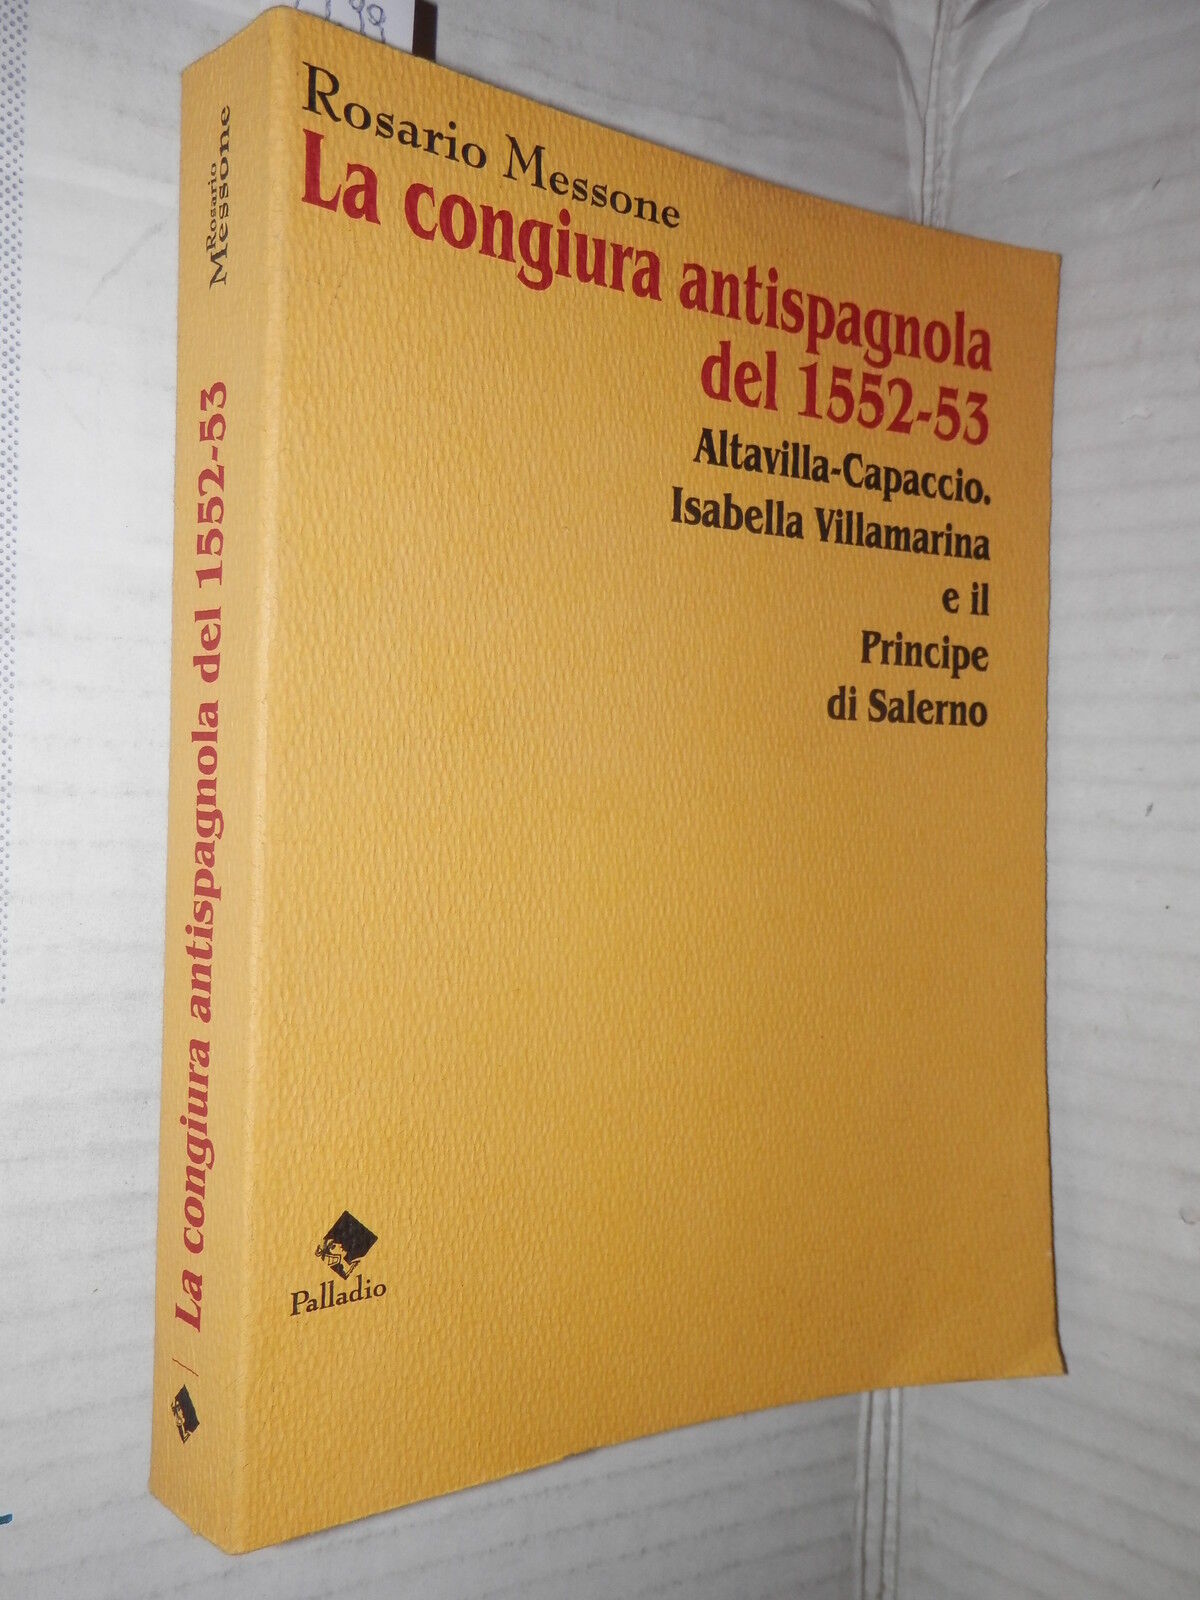 Rosario Messone
La congiura antispagnola
del 1552-53
Altavilla-Capaccio.
Isabella Villamarina
e il
Principe
di Salerno
Palladio
Rosario
Messone
La congiura antispagnola del 1552-53